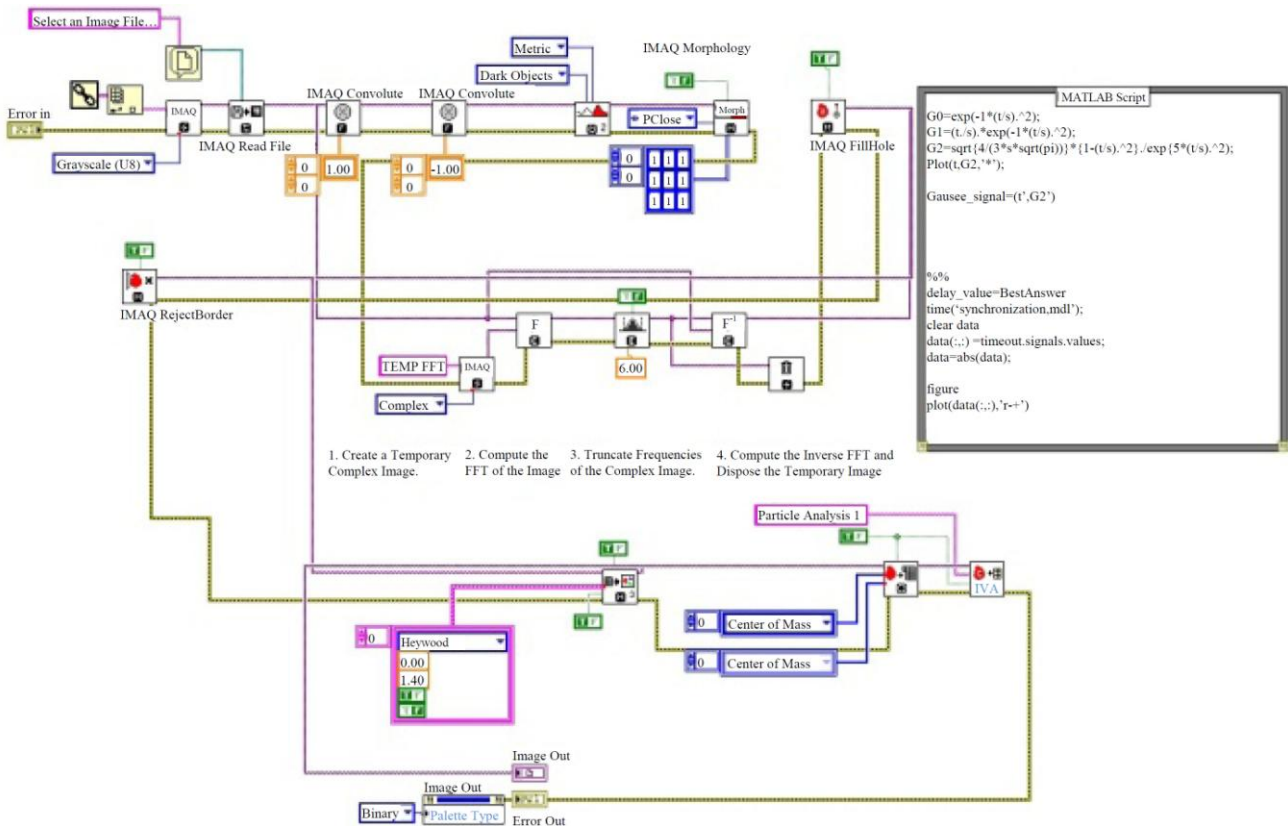 Select an Image File...
Metric
IMAQ Morphology
Dark Objects
Error in
IMAQ
IMAQ Convolute
IMAQ Convolute
Morph
PClose
IMAQ Read File
IMAQ FillHole
Grayscale (U8)
0
0
1.00
0
0
-1.00
0
0
1 1 1
1 1 1
1 1 1
MATLAB Script
G0=exp(-1*(t/s).^2);
G1=(t./s).*exp(-1*(t/s).^2);
G2=sqrt{4/(3*s*sqrt(pi))}*{1-(t/s).^2}./exp{5*(t/s).^2);
Plot(t,G2,'*');
Gausee_signal=(t',G2')
%%
delay_value=BestAnswer
time('synchronization,mdl');
clear data
data(:,:) =timeout.signals.values;
data=abs(data);
figure
plot(data(:,:),'r-+')
IMAQ RejectBorder
F
F-1
TEMP FFT
IMAQ
6.00
Complex
1. Create a Temporary
Complex Image.
2. Compute the
FFT of the Image
3. Truncate Frequencies
of the Complex Image.
4. Compute the Inverse FFT and
Dispose the Temporary Image
Particle Analysis 1
IVA
0
Center of Mass
0
Center of Mass
0
Heywood
0.00
1.40
Image Out
Image Out
Binary
Palette Type
Error Out